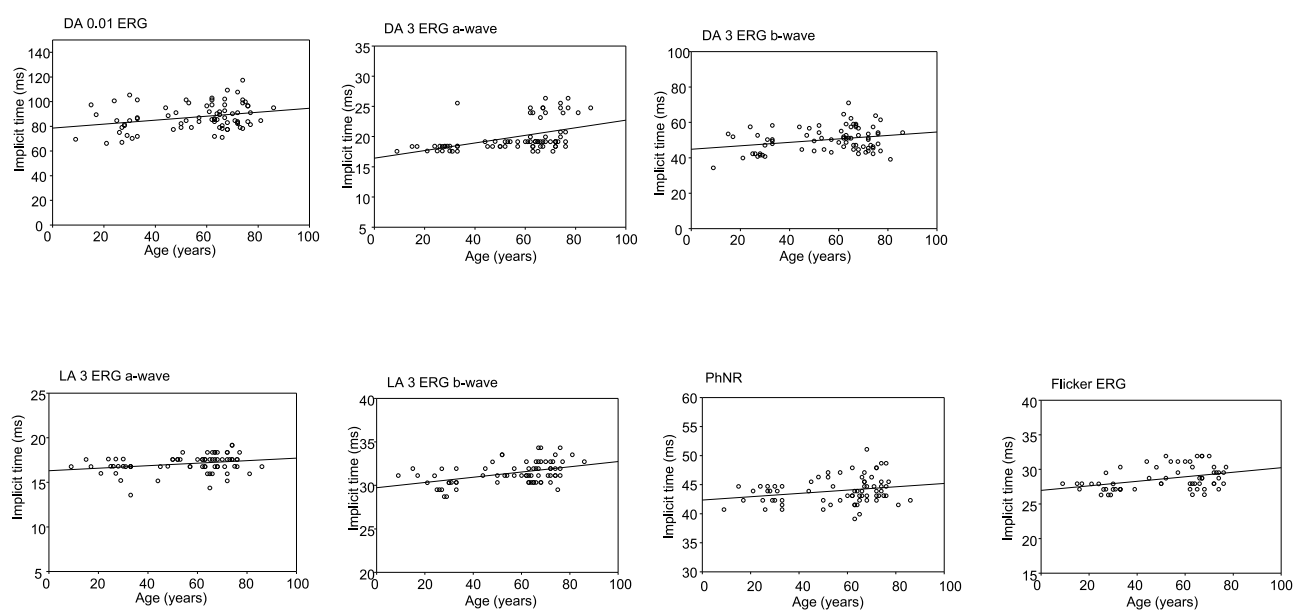 DA 0.01 ERG
Implicit time (ms)
140
120
100
80
60
40
20
0
0 20 40 60 80 100
Age (years)
DA 3 ERG a-wave
Implicit time (ms)
35
30
25
20
15
10
5
0 20 40 60 80 100
Age (years)
DA 3 ERG b-wave
Implicit time (ms)
100
80
60
40
20
0
0 20 40 60 80 100
Age (years)
LA 3 ERG a-wave
Implicit time (ms)
25
20
15
10
5
0 20 40 60 80 100
Age (years)
LA 3 ERG b-wave
Implicit time (ms)
40
35
30
25
20
0 20 40 60 80 100
Age (years)
PhNR
Implicit time (ms)
60
55
50
45
40
35
30
0 20 40 60 80 100
Age (years)
Flicker ERG
Implicit time (ms)
40
35
30
25
20
15
0 20 40 60 80 100
Age (years)